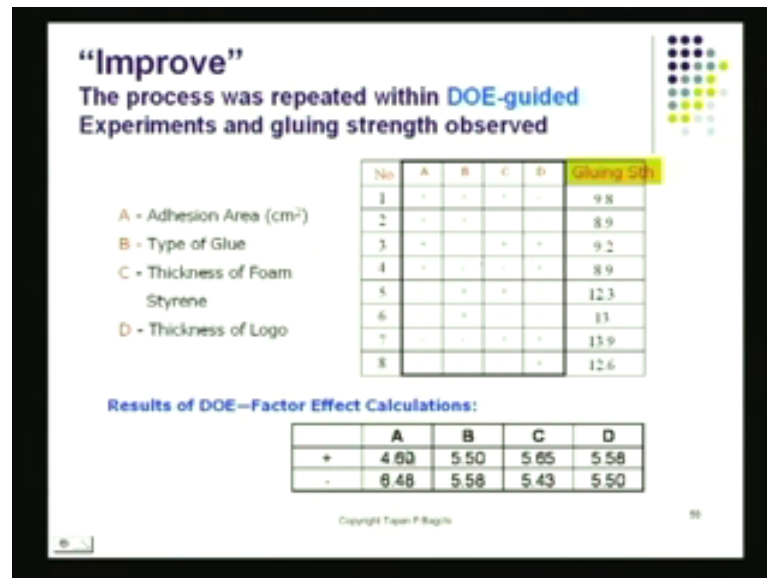 “Improve”
The process was repeated within DOE-guided
Experiments and gluing strength observed
A - Adhesion Area (cm²)
B - Type of Glue
C - Thickness of Foam
Styrene
D - Thickness of Logo
No A B C D Gluing Sth
1 9.8
2 8.9
3 + + + 9.2
4 8.9
5 + + 12.3
6 + 13
7 13.9
8 12.6
Results of DOE—Factor Effect Calculations:
A B C D
+ 4.60 5.50 5.65 5.58
- 6.48 5.58 5.43 5.50
Copyright Tapan P Bagchi
50